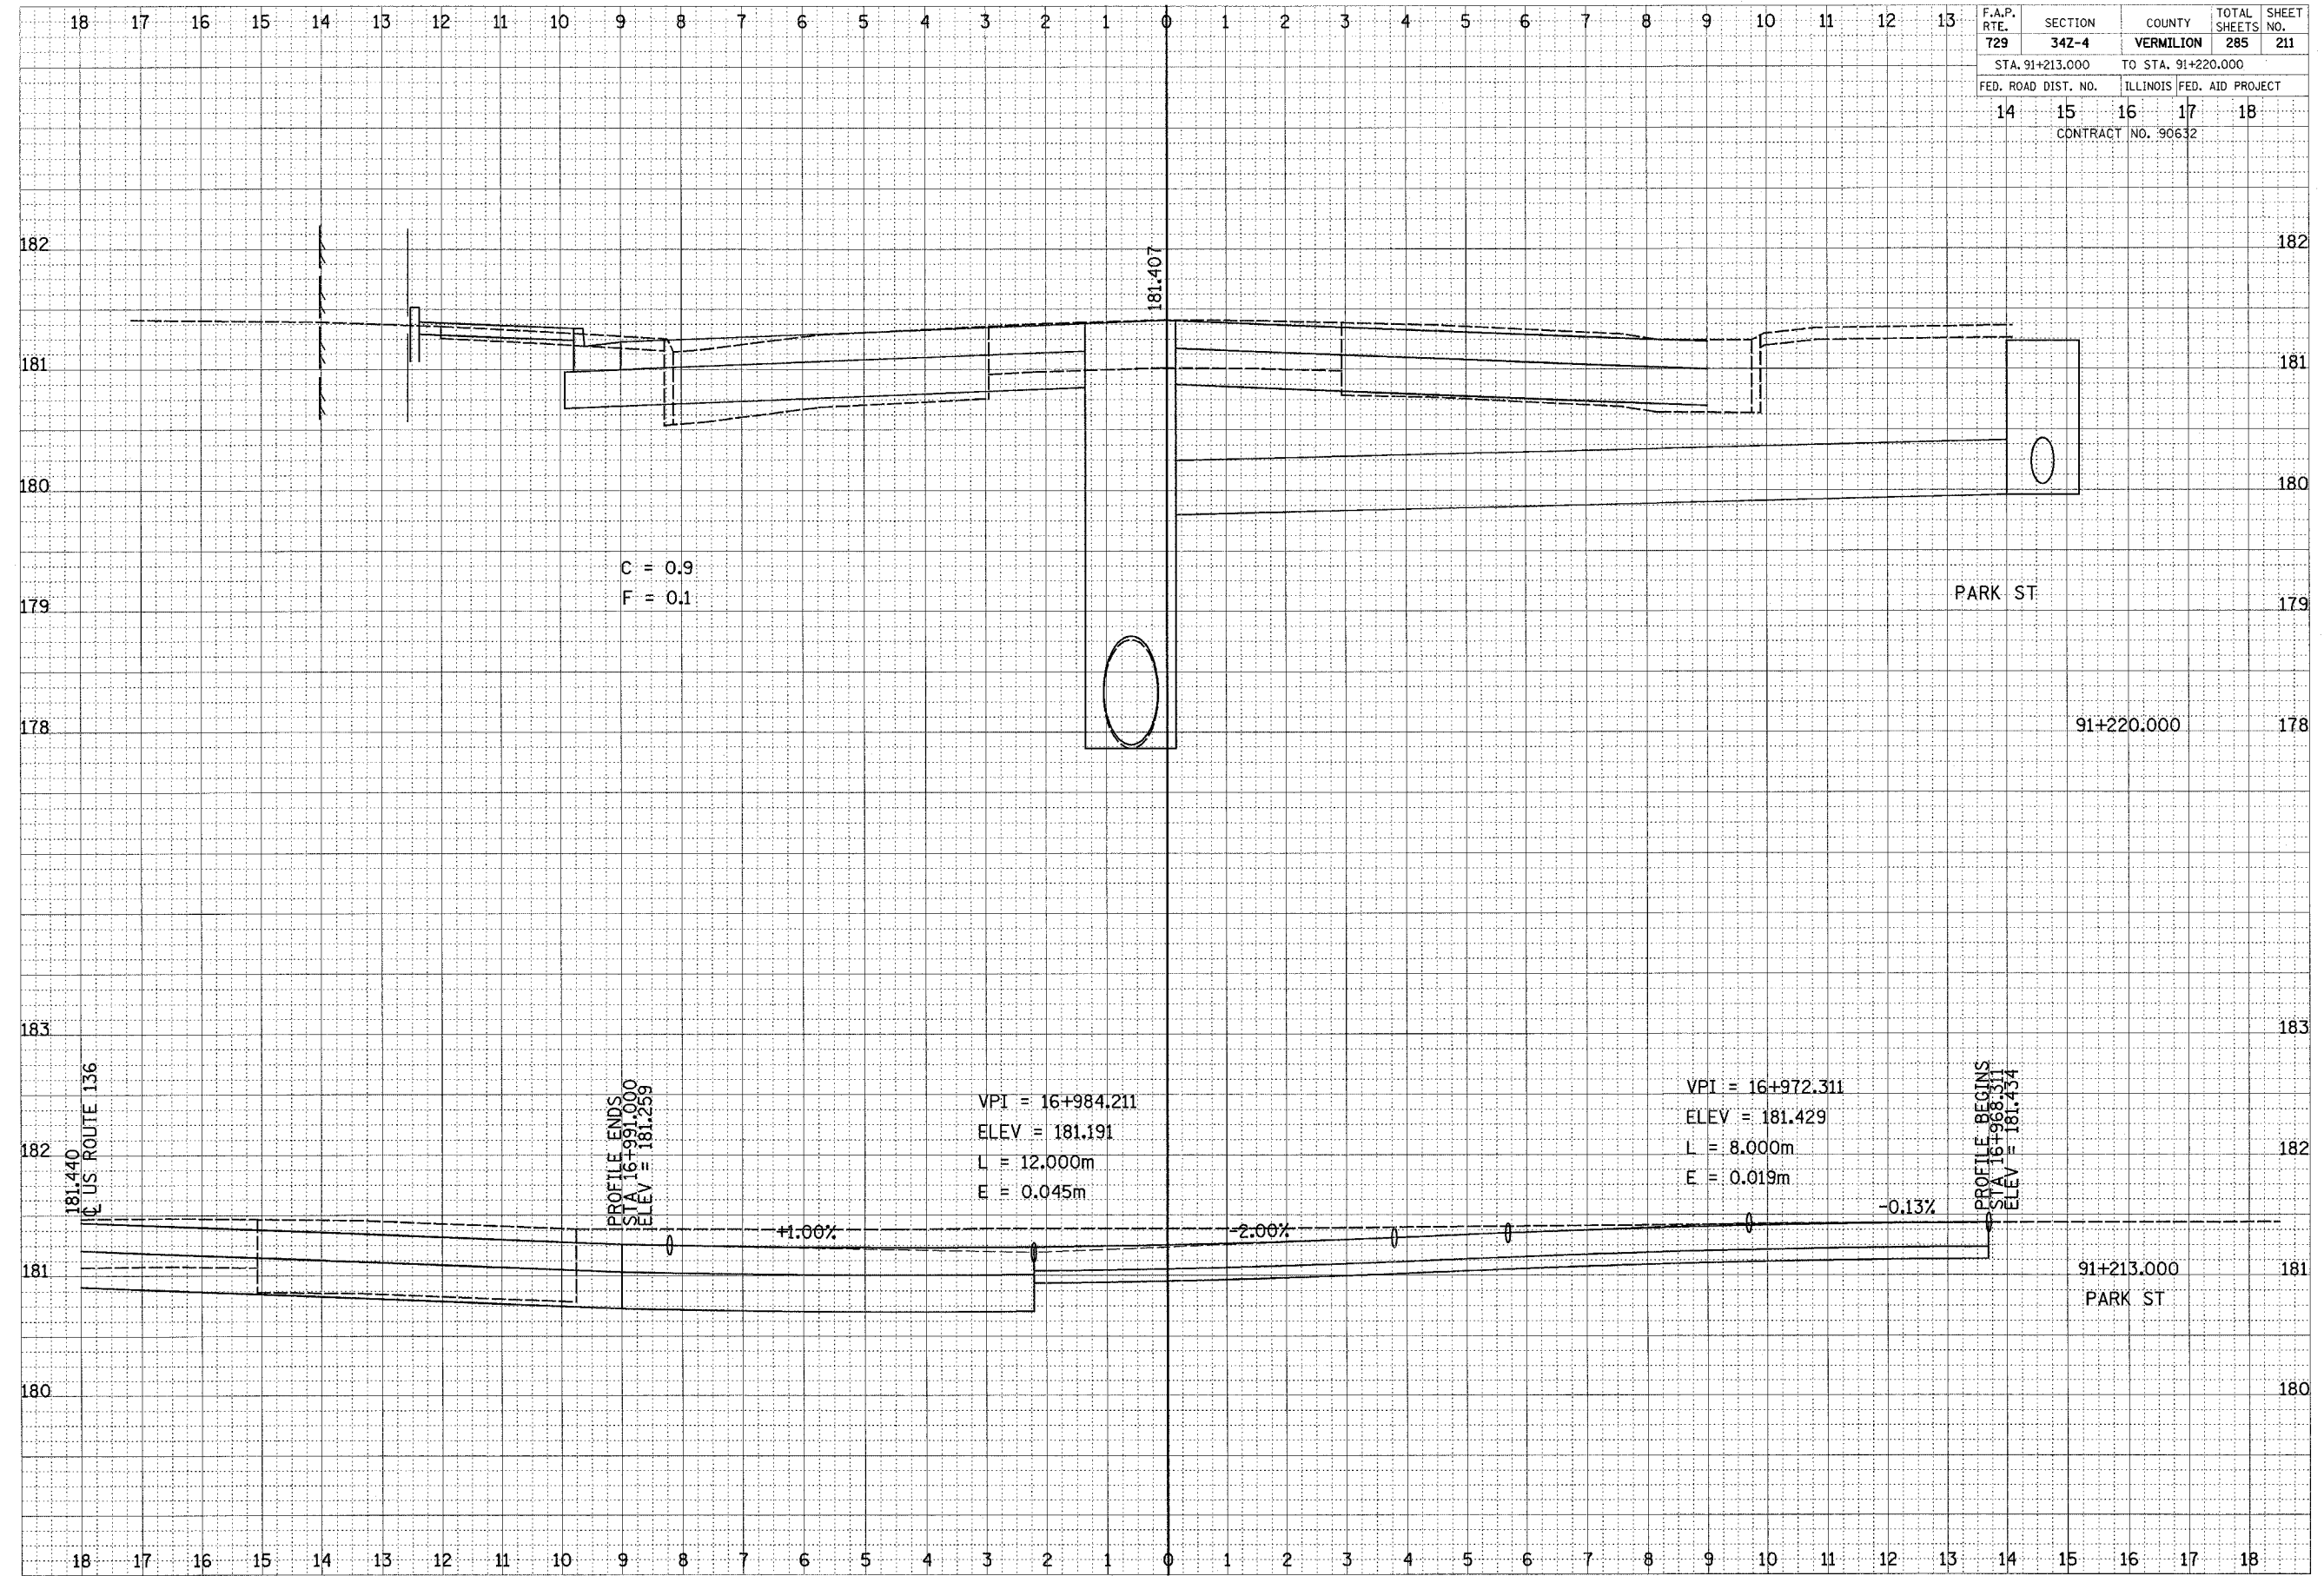 18 17 16 15 14 13 12 11 10 9 8 7 6 5 4 3 2 1 0 1 2 3 4 5 6 7 8 9 10 11 12 13
F.A.P. RTE. SECTION COUNTY TOTAL SHEETS SHEET NO.
729 34Z-4 VERMILION 285 211
STA. 91+213.000 TO STA. 91+220.000
FED. ROAD DIST. NO. ILLINOIS FED. AID PROJECT
14 15 16 17 18
CONTRACT NO. 90632
182 182
181.407
181 181
180 180
C = 0.9
F = 0.1
179 179
PARK ST
178 178
91+220.000
183 183
182 182
181.440
℄ US ROUTE 136
PROFILE ENDS
STA 16+991.000
ELEV = 181.259
VPI = 16+984.211
ELEV = 181.191
L = 12.000m
E = 0.045m
VPI = 16+972.311
ELEV = 181.429
L = 8.000m
E = 0.019m
PROFILE BEGINS
STA 16+968.311
ELEV = 181.434
+1.00%
-2.00%
-0.13%
181 181
91+213.000
PARK ST
180 180
18 17 16 15 14 13 12 11 10 9 8 7 6 5 4 3 2 1 0 1 2 3 4 5 6 7 8 9 10 11 12 13 14 15 16 17 18